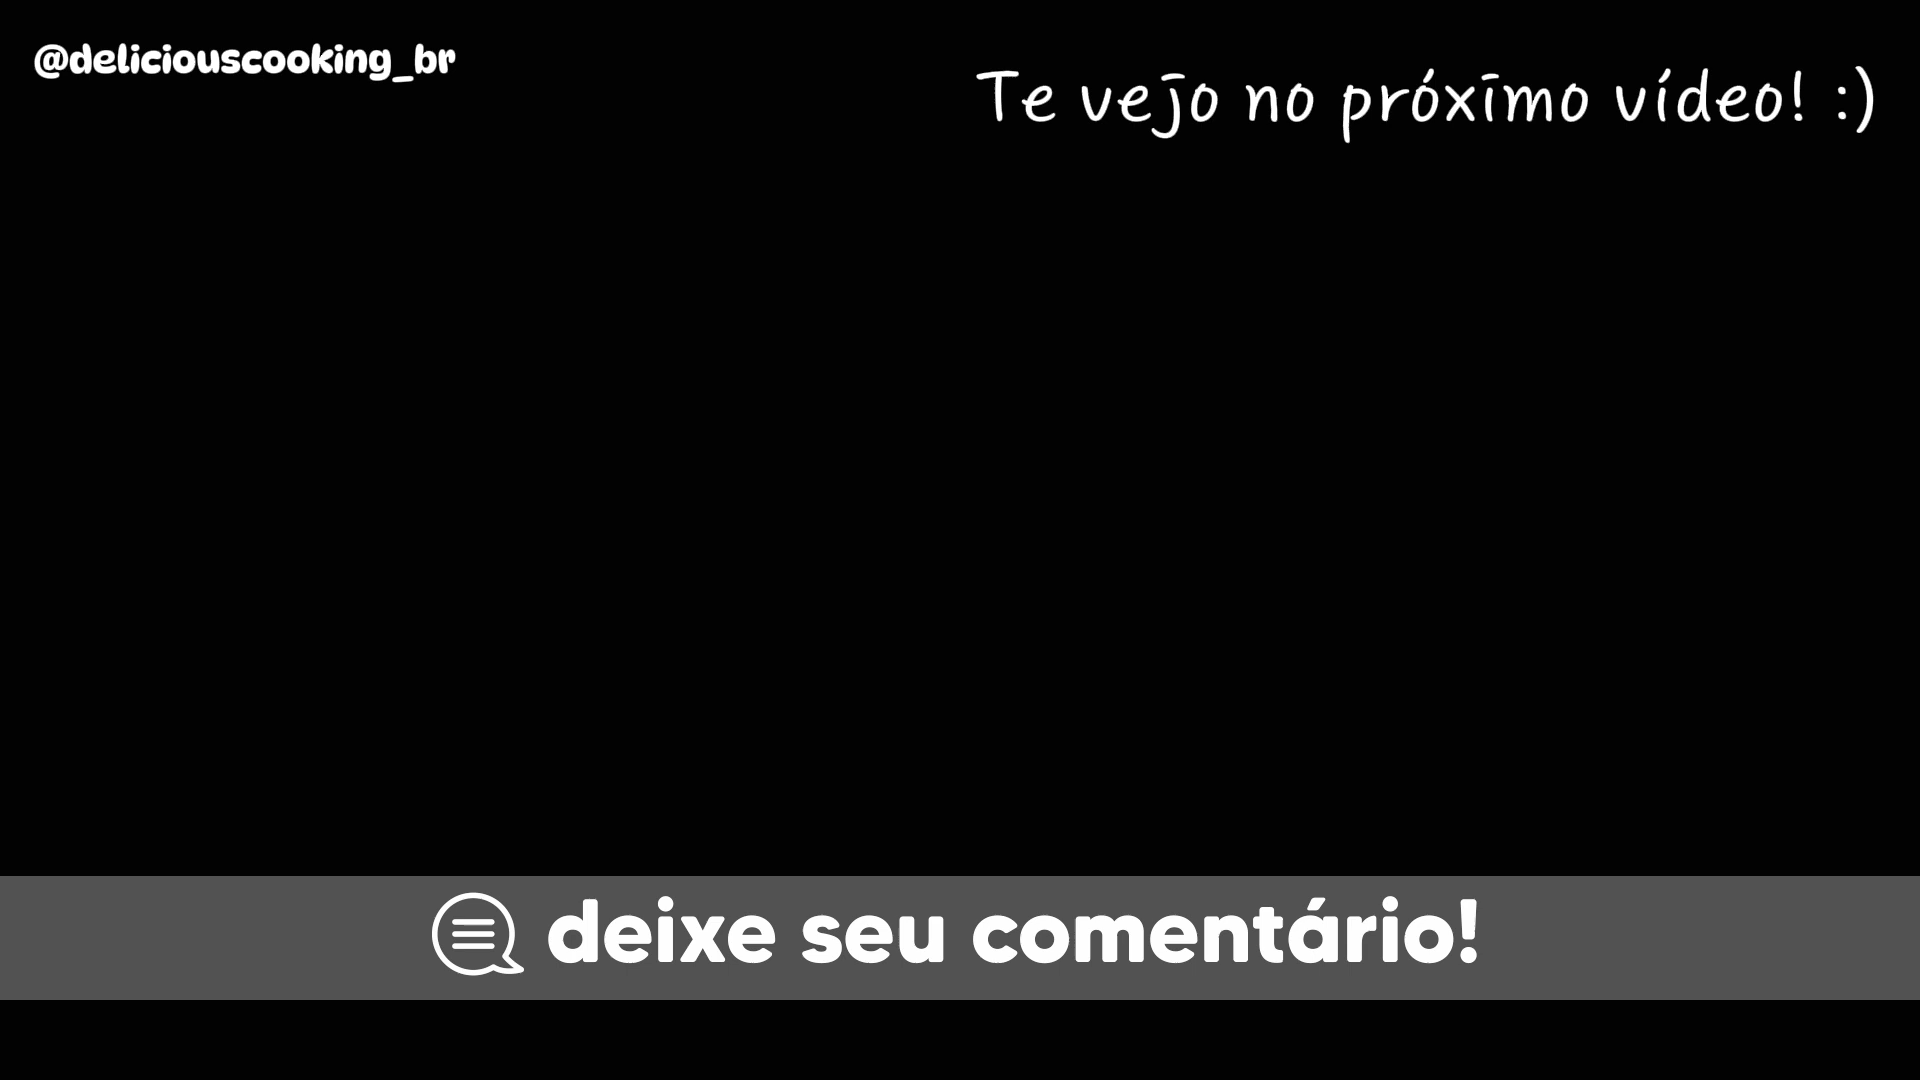 @deliciouscooking_br
Te vejo no próximo vídeo! :)
deixe seu comentário!